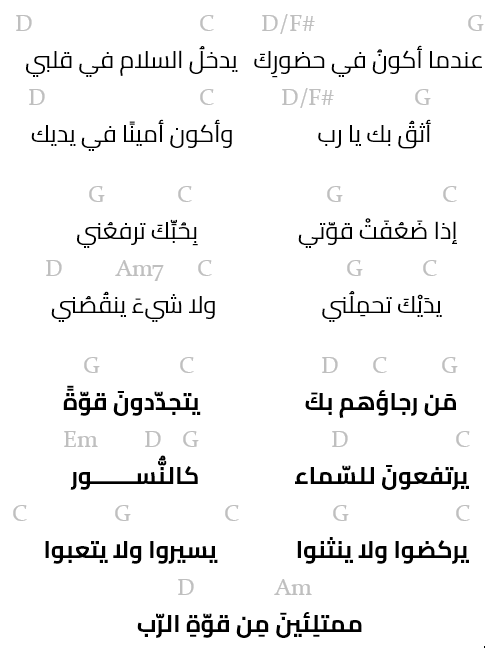 D C D/F# G
عندما أكونُ في حضورِكَ يدخلُ السلام في قلبي
D C D/F# G
أثقُ بك يا رب وأكون أمينًا في يديك
G C G C
إذا ضَعُفَتْ قوّتي بِحُبِّكَ ترفعُني
D Am7 C G C
يدَيْكَ تحمِلُني ولا شيءَ ينقُصُني
G C D C G
مَن رجاؤهم بكَ يتجدّدونَ قوّةً
Em D G D C
يرتفعونَ للسّماء كالنُّســـــــور
C G C G C
يركضوا ولا ينثنوا يسيروا ولا يتعبوا
D Am
ممتلِئينَ مِن قوّةِ الرّب